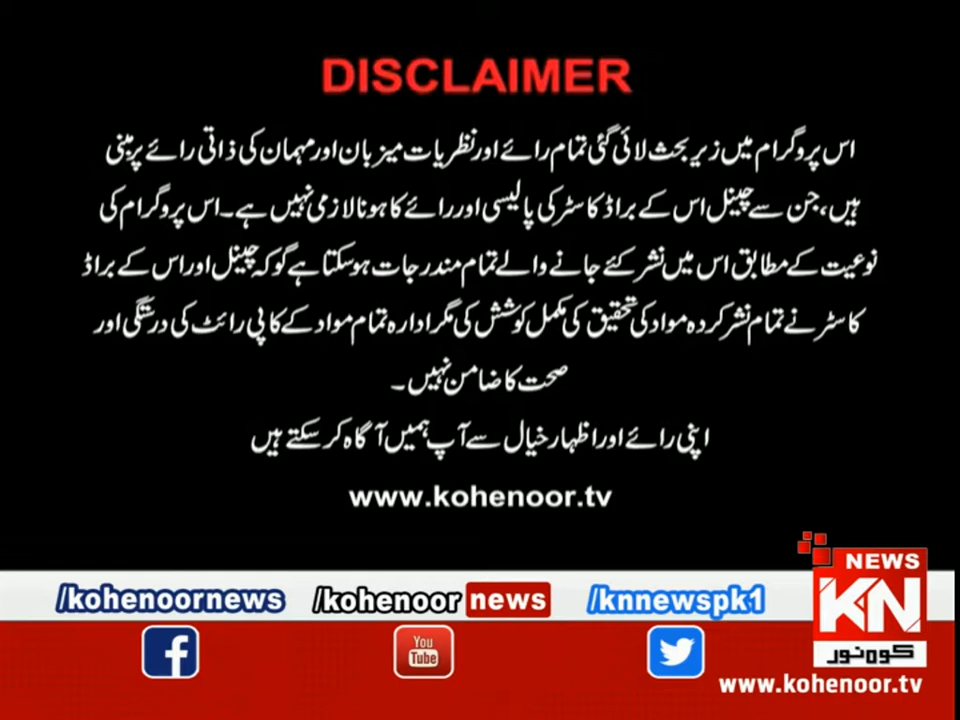 DISCLAIMER
اس پروگرام میں زیر بحث لائی گئی تمام رائے اور نظریات میزبان اور مہمان کی ذاتی رائے پر مبنی
ہیں، جن سے چینل اس کے براڈ کاسٹر کی پالیسی اور رائے کا ہونا لازمی نہیں ہے۔ اس پروگرام کی
نوعیت کے مطابق اس میں نشر کئے جانے والے تمام مندرجات ہو سکتا ہے گو کہ چینل اور اس کے براڈ
کاسٹر نے تمام نشر کردہ مواد کی تحقیق کی مکمل کوشش کی مگر ادارہ تمام مواد کے کاپی رائٹ کی درستگی اور
صحت کا ضامن نہیں۔
اپنی رائے اور اظہار خیال سے آپ ہمیں آگاہ کر سکتے ہیں
www.kohenoor.tv
/kohenoornews /kohenoor news /knnewspk1
You Tube
NEWS
KN
کوہ نور
www.kohenoor.tv